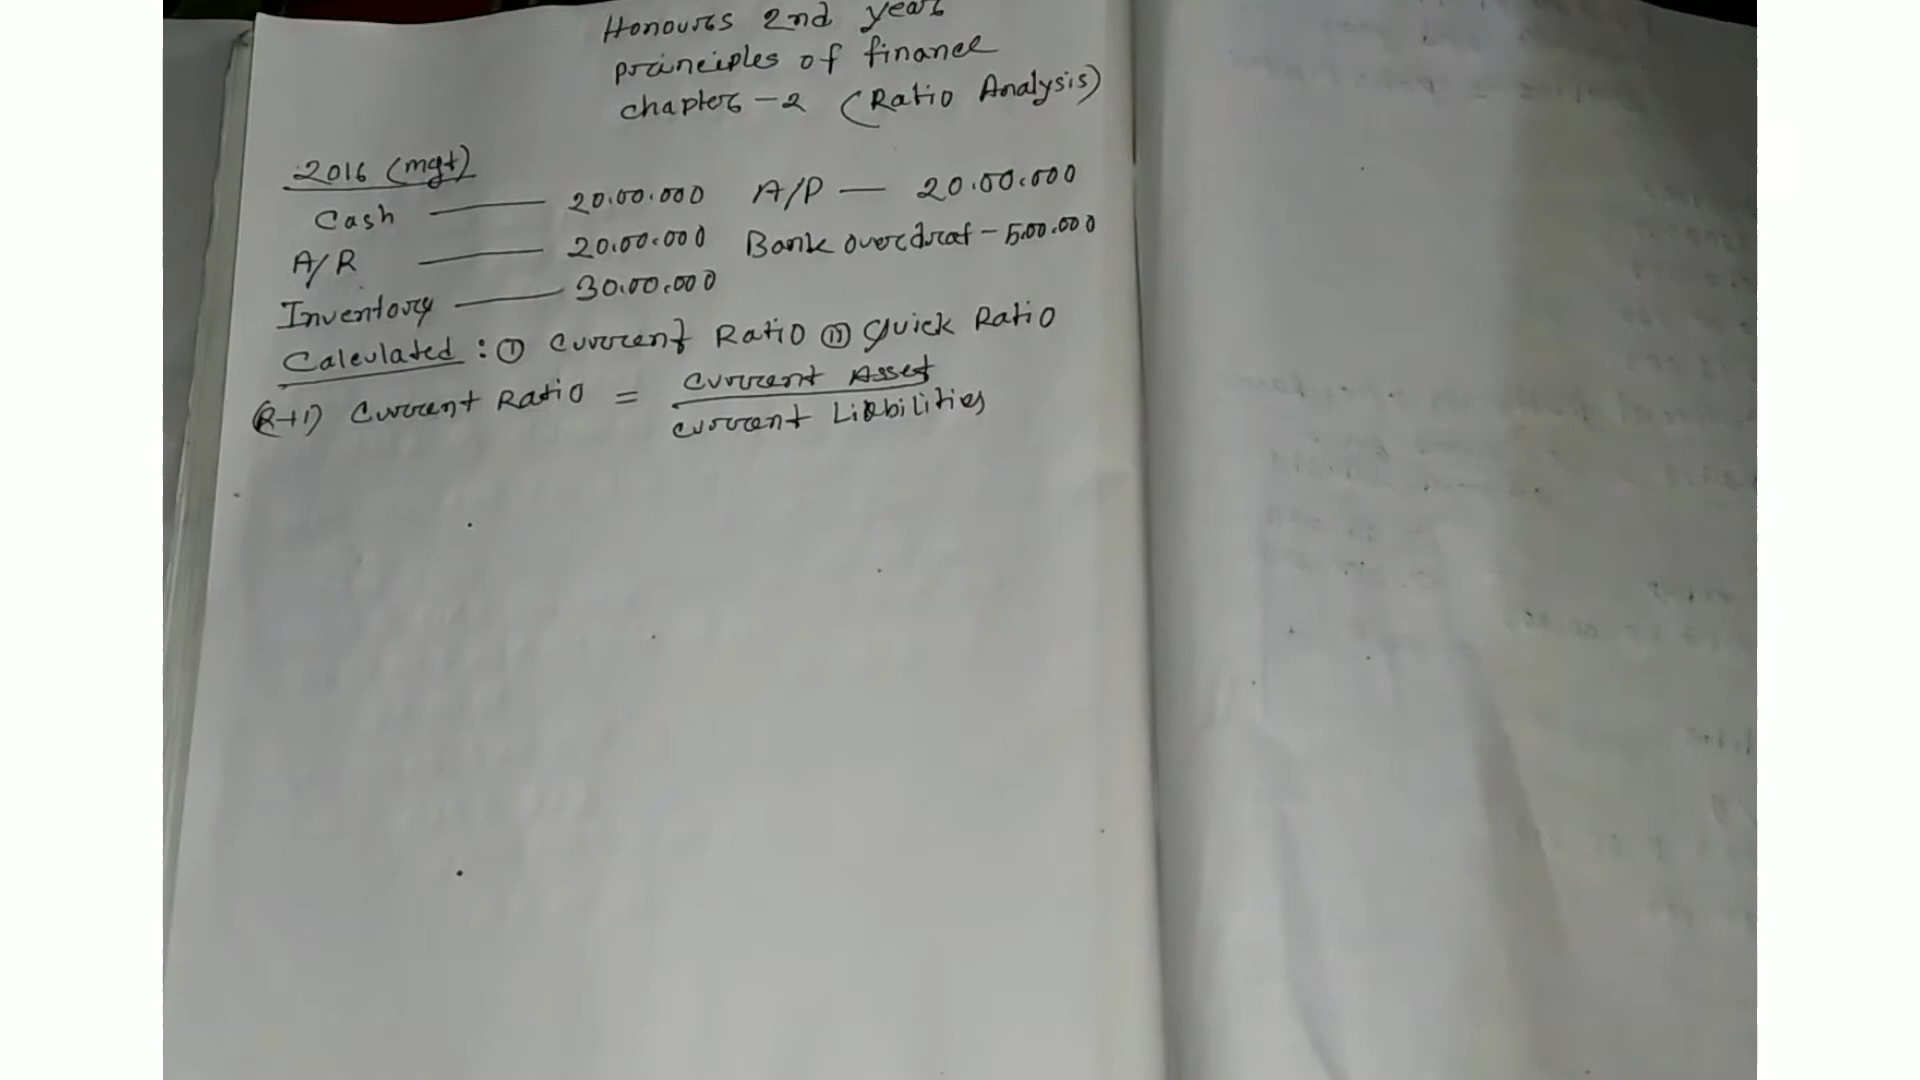 Honours 2nd year
principles of finance
chapter - 2 (Ratio Analysis)
2016 (mgt)
Cash — 20.00.000 A/P — 20.00.000
A/R — 20.00.000 Bank overdraf - 5.00.000
Inventory — 30.00.000
Calculated : ① Current Ratio ② Quick Ratio
(R+1) Current Ratio = Current Asset
Current Liabilities